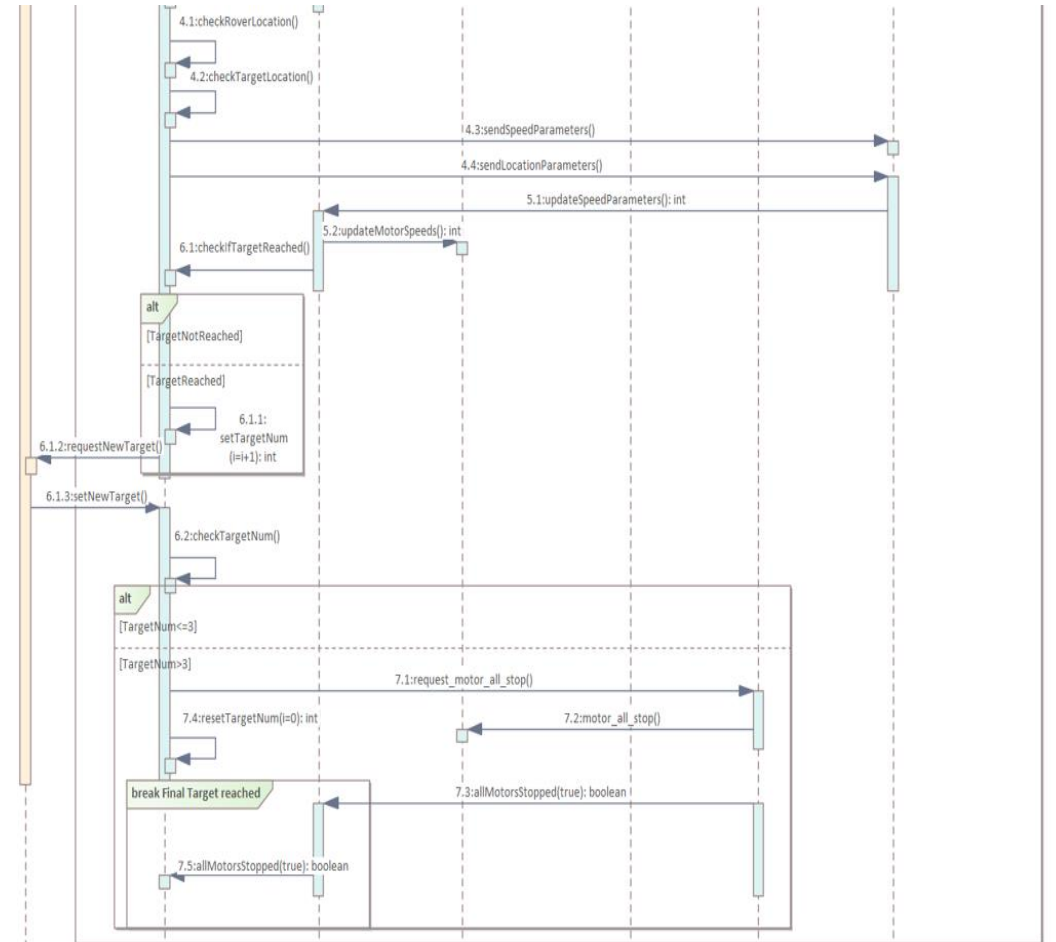 4.1:checkRoverLocation()
4.2:checkTargetLocation()
4.3:sendSpeedParameters()
4.4:sendLocationParameters()
5.1:updateSpeedParameters(): int
5.2:updateMotorSpeeds(): int
6.1:checkIfTargetReached()
alt
[TargetNotReached]
[TargetReached]
6.1.1:
setTargetNum
(i=i+1): int
6.1.2:requestNewTarget()
6.1.3:setNewTarget()
6.2:checkTargetNum()
alt
[TargetNum<=3]
[TargetNum>3]
7.1:request_motor_all_stop()
7.4:resetTargetNum(i=0): int
7.2:motor_all_stop()
break Final Target reached
7.3:allMotorsStopped(true): boolean
7.5:allMotorsStopped(true): boolean